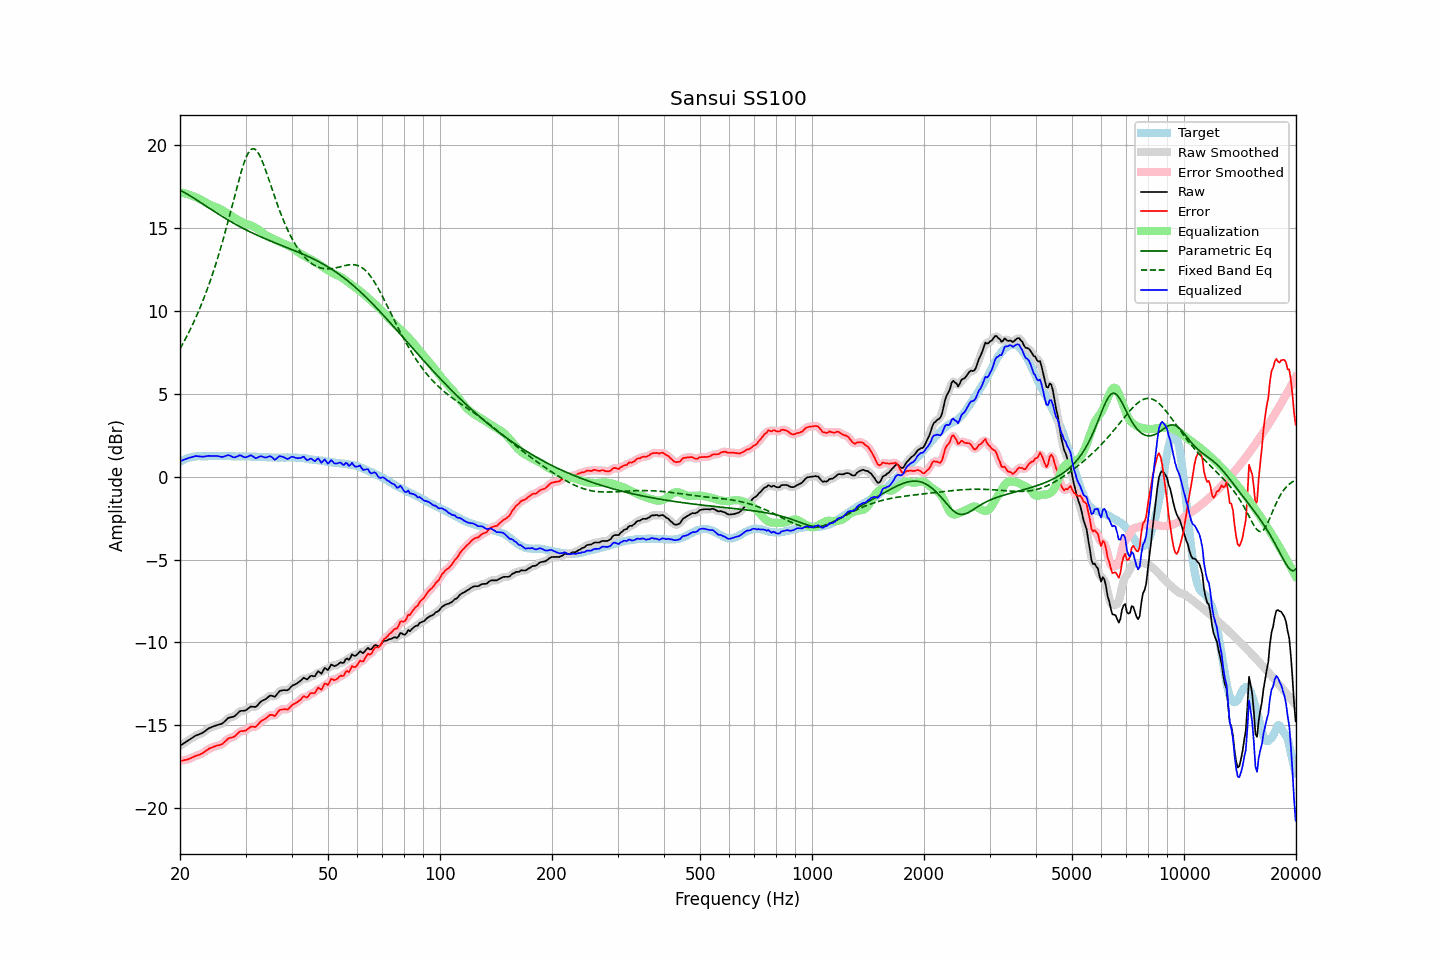 Sansui SS100
Target
Raw Smoothed
Error Smoothed
Raw
Error
Equalization
Parametric Eq
Fixed Band Eq
Equalized
Amplitude (dBr)
20
15
10
5
0
−5
−10
−15
−20
20 50 100 200 500 1000 2000 5000 10000 20000
Frequency (Hz)